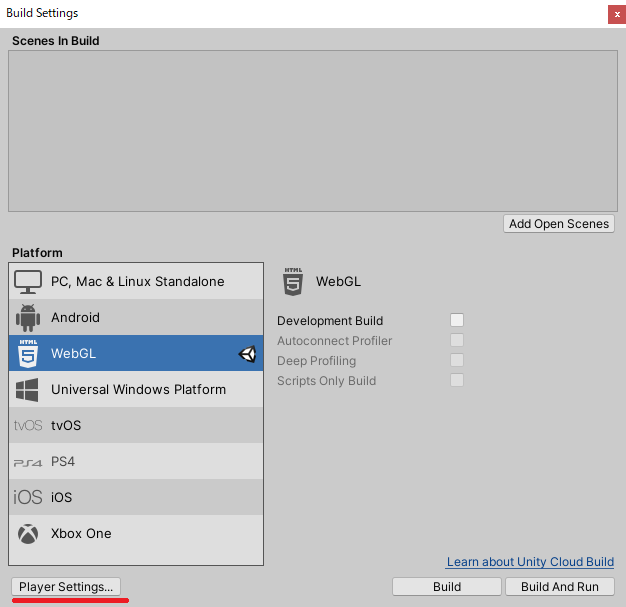 Build Settings
x
Scenes In Build
Add Open Scenes
Platform
PC, Mac & Linux Standalone
Android
HTML
5
WebGL
Universal Windows Platform
tvOS tvOS
PS4 PS4
iOS iOS
Xbox One
HTML
5
WebGL
Development Build
Autoconnect Profiler
Deep Profiling
Scripts Only Build
Learn about Unity Cloud Build
Player Settings...
Build
Build And Run